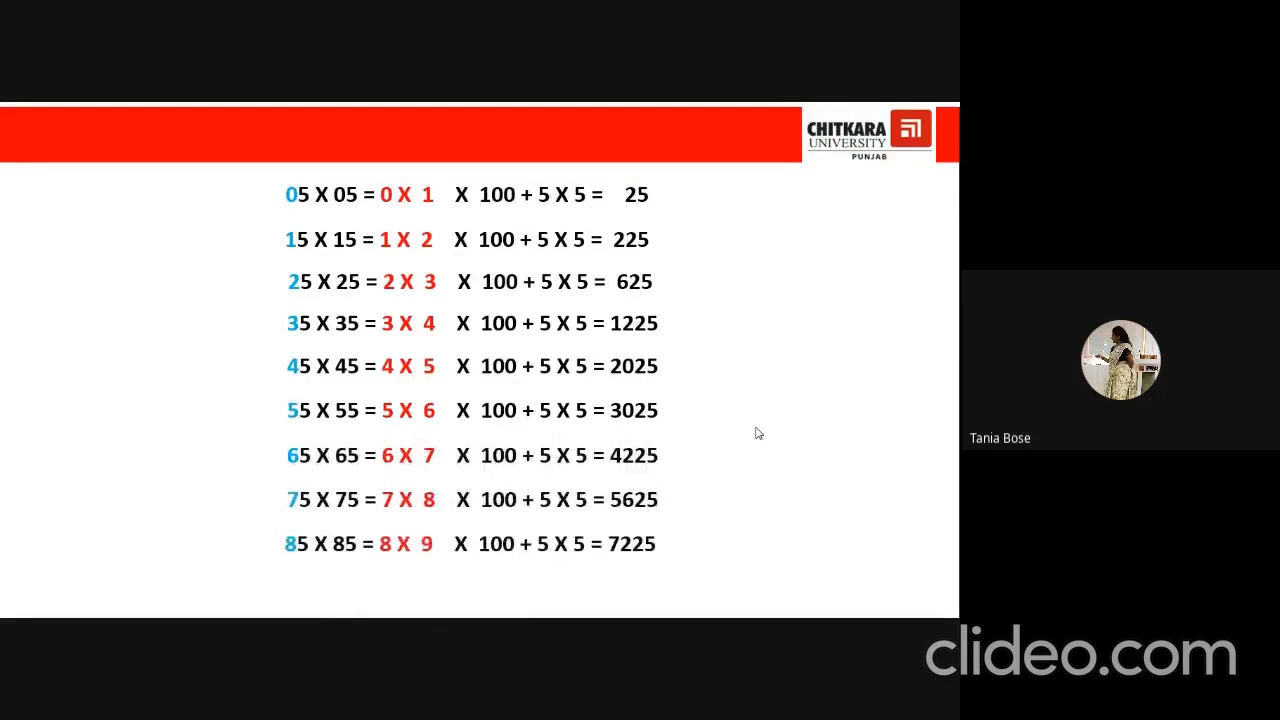 CHITKARA
UNIVERSITY
PUNJAB
05 X 05 = 0 X 1 X 100 + 5 X 5 = 25
15 X 15 = 1 X 2 X 100 + 5 X 5 = 225
25 X 25 = 2 X 3 X 100 + 5 X 5 = 625
35 X 35 = 3 X 4 X 100 + 5 X 5 = 1225
45 X 45 = 4 X 5 X 100 + 5 X 5 = 2025
55 X 55 = 5 X 6 X 100 + 5 X 5 = 3025
65 X 65 = 6 X 7 X 100 + 5 X 5 = 4225
75 X 75 = 7 X 8 X 100 + 5 X 5 = 5625
85 X 85 = 8 X 9 X 100 + 5 X 5 = 7225
Tania Bose
clideo.com